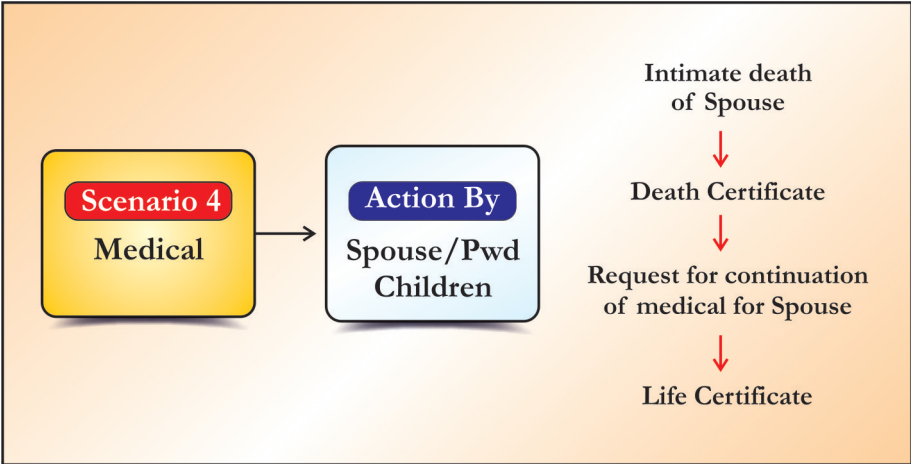 Scenario 4
Medical
Action By
Spouse/Pwd
Children
Intimate death
of Spouse
Death Certificate
Request for continuation
of medical for Spouse
Life Certificate